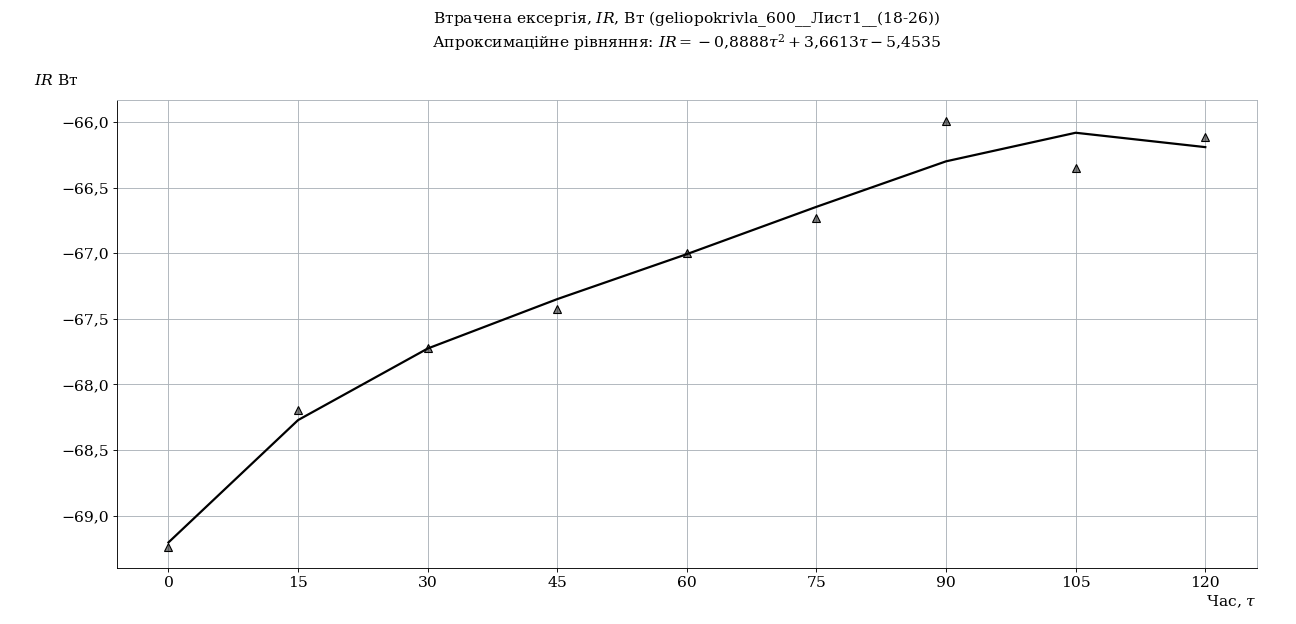 Втрачена ексергія, IR, Вт (geliopokrivla_600__Лист1__(18-26))
Апроксимаційне рівняння: IR = − 0,8888τ² + 3,6613τ − 5,4535
IR Вт
−66,0
−66,5
−67,0
−67,5
−68,0
−68,5
−69,0
0 15 30 45 60 75 90 105 120
Час, τ